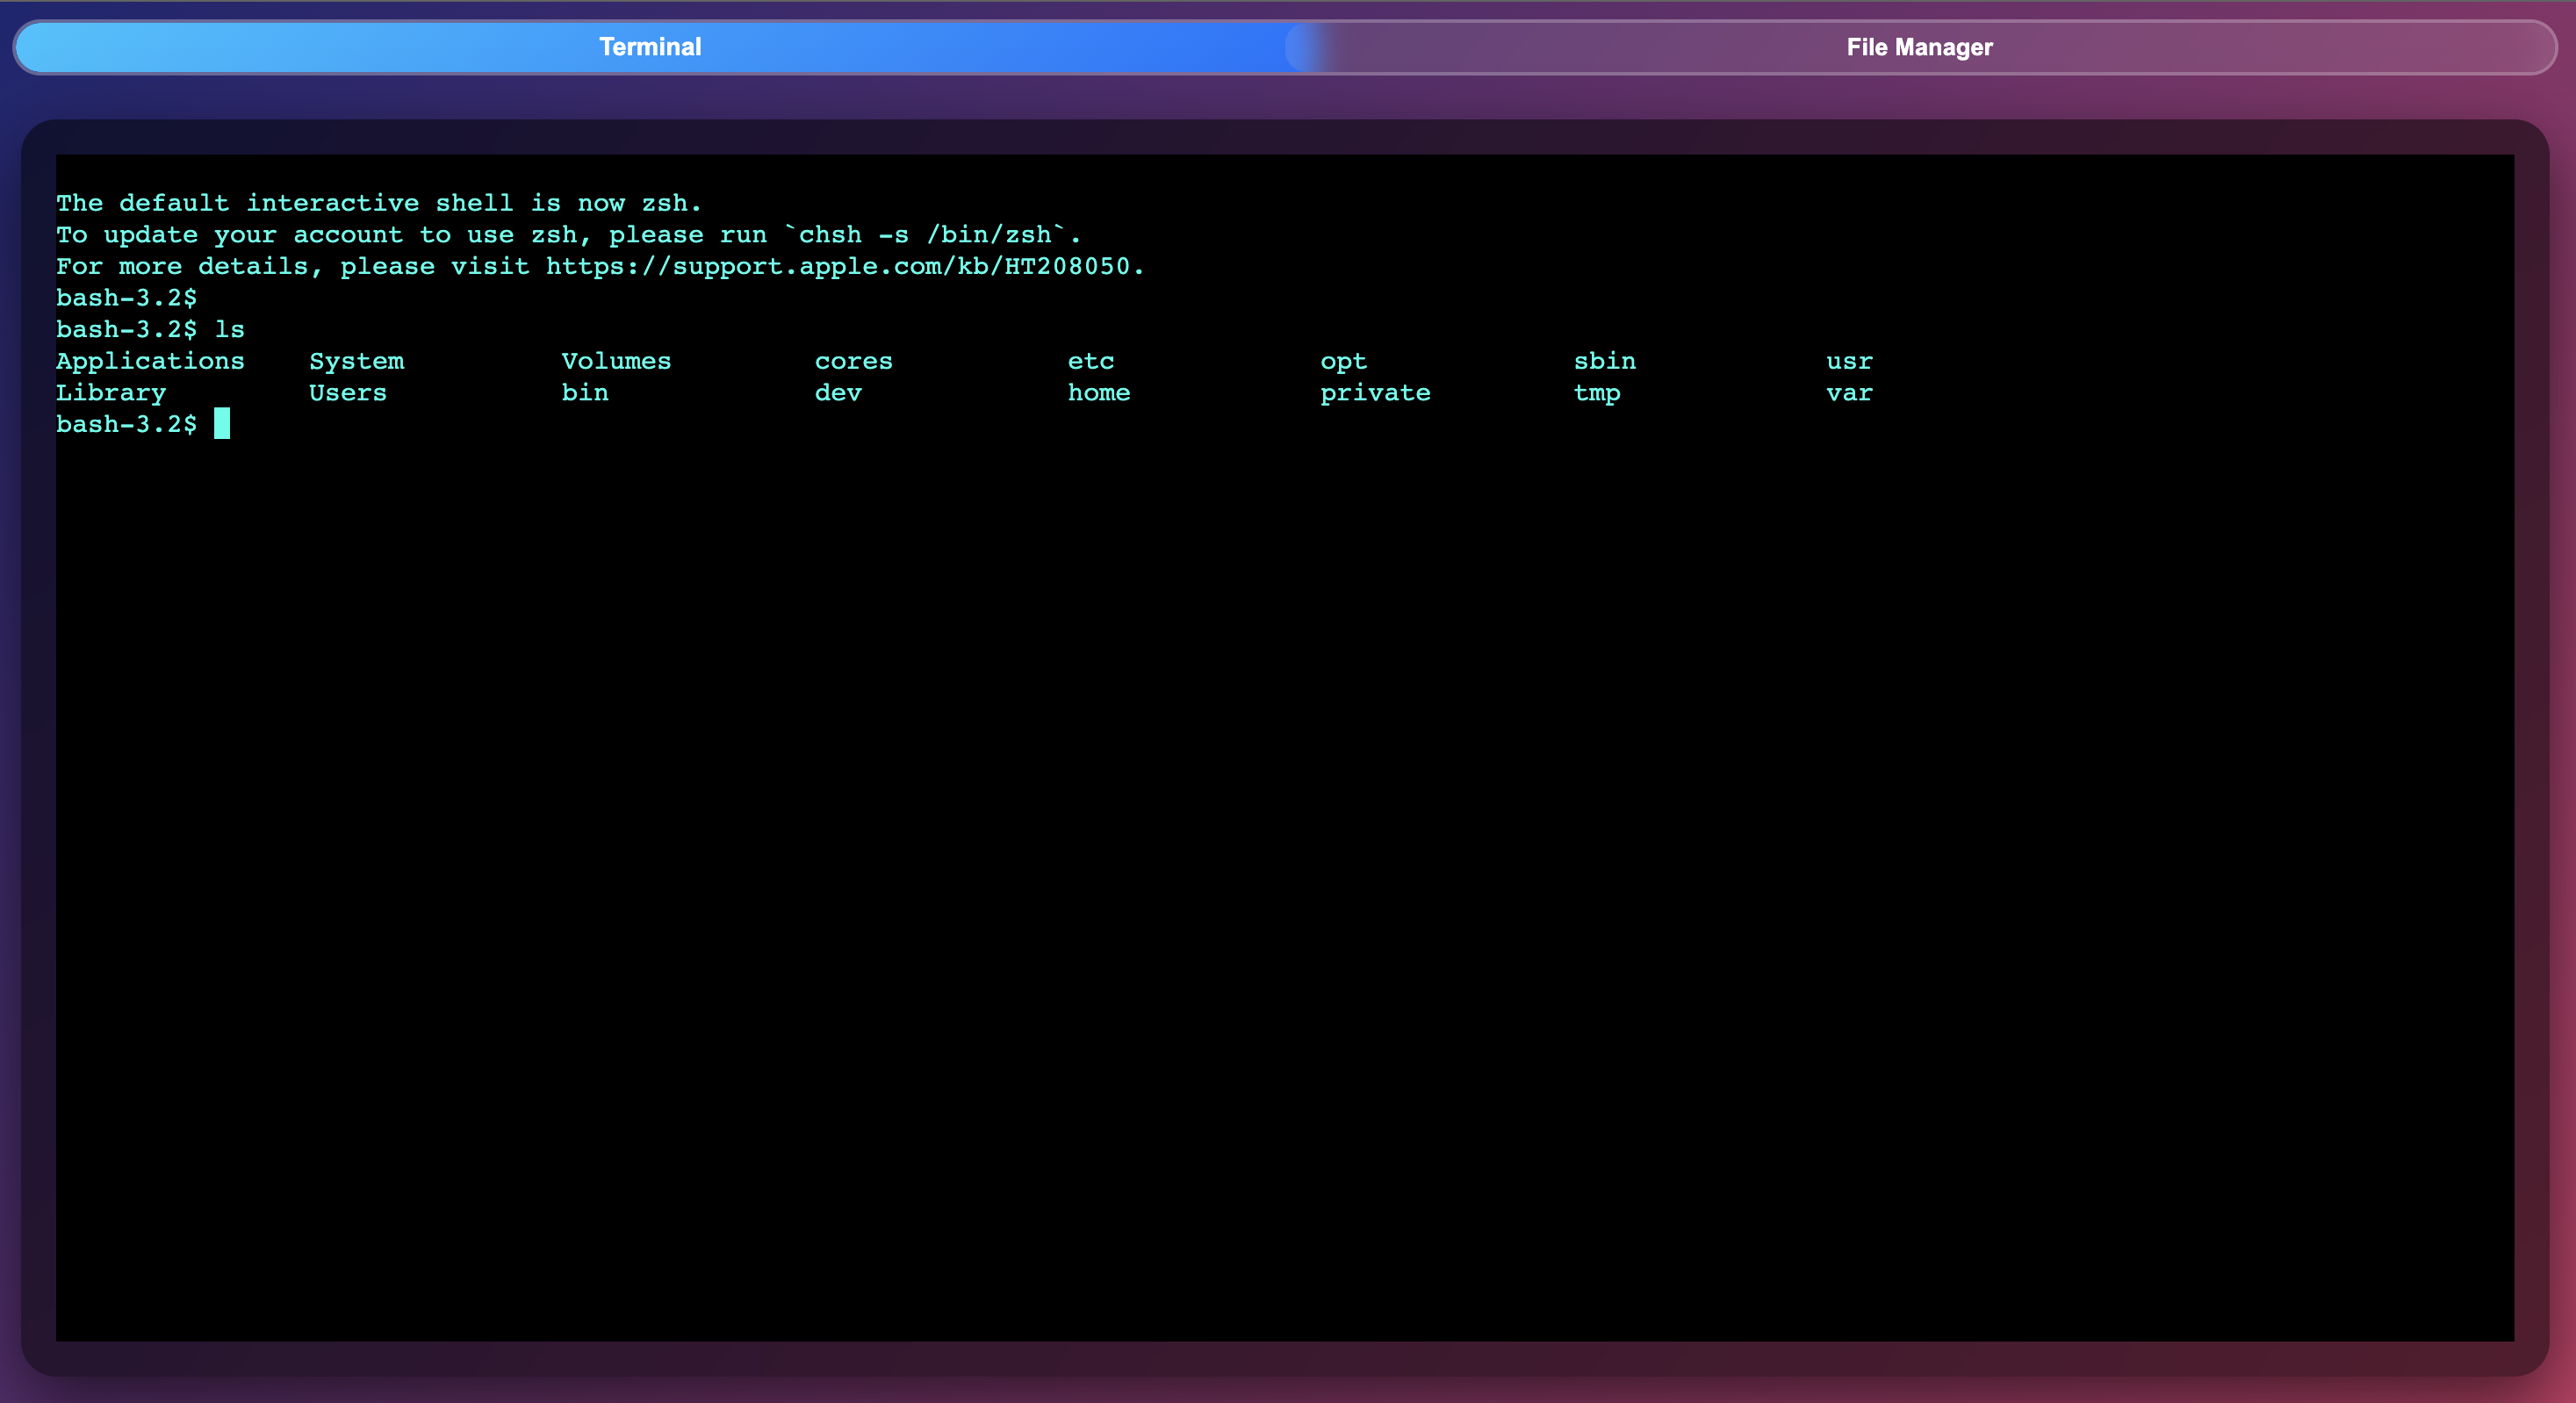 Terminal
File Manager
The default interactive shell is now zsh.
To update your account to use zsh, please run `chsh -s /bin/zsh`.
For more details, please visit https://support.apple.com/kb/HT208050.
bash-3.2$
bash-3.2$ ls
Applications    System          Volumes         cores           etc             opt             sbin            usr
Library         Users           bin             dev             home            private         tmp             var
bash-3.2$